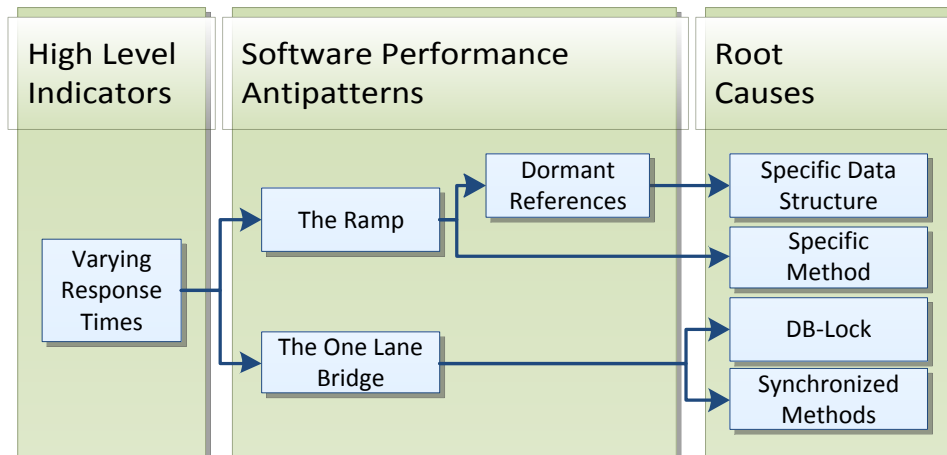 High Level
Indicators
Software Performance
Antipatterns
Root
Causes
Varying
Response
Times
The Ramp
Dormant
References
The One Lane
Bridge
Specific Data
Structure
Specific
Method
DB-Lock
Synchronized
Methods